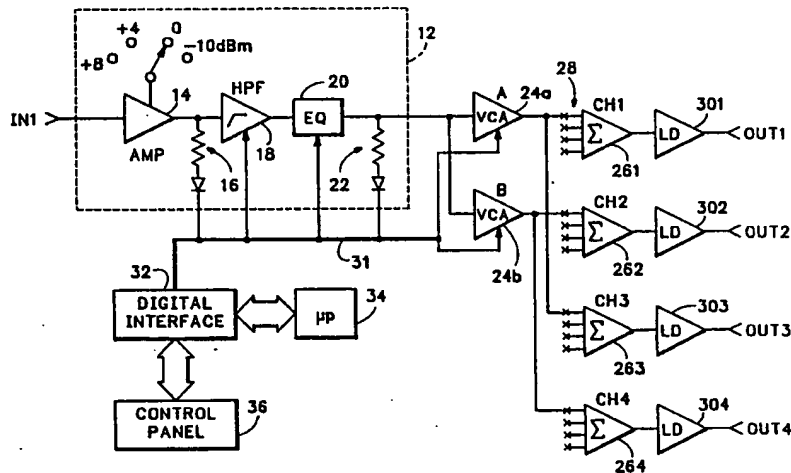 +8
+4
0
-10dBm
12
IN1
14
AMP
HPF
18
20
EQ
16
22
A
VCA
24a
B
VCA
24b
28
CH1
Σ
261
301
LD
OUT1
CH2
Σ
262
302
LD
OUT2
CH3
Σ
263
303
LD
OUT3
CH4
Σ
264
304
LD
OUT4
31
32
DIGITAL
INTERFACE
µp
34
CONTROL
PANEL
36